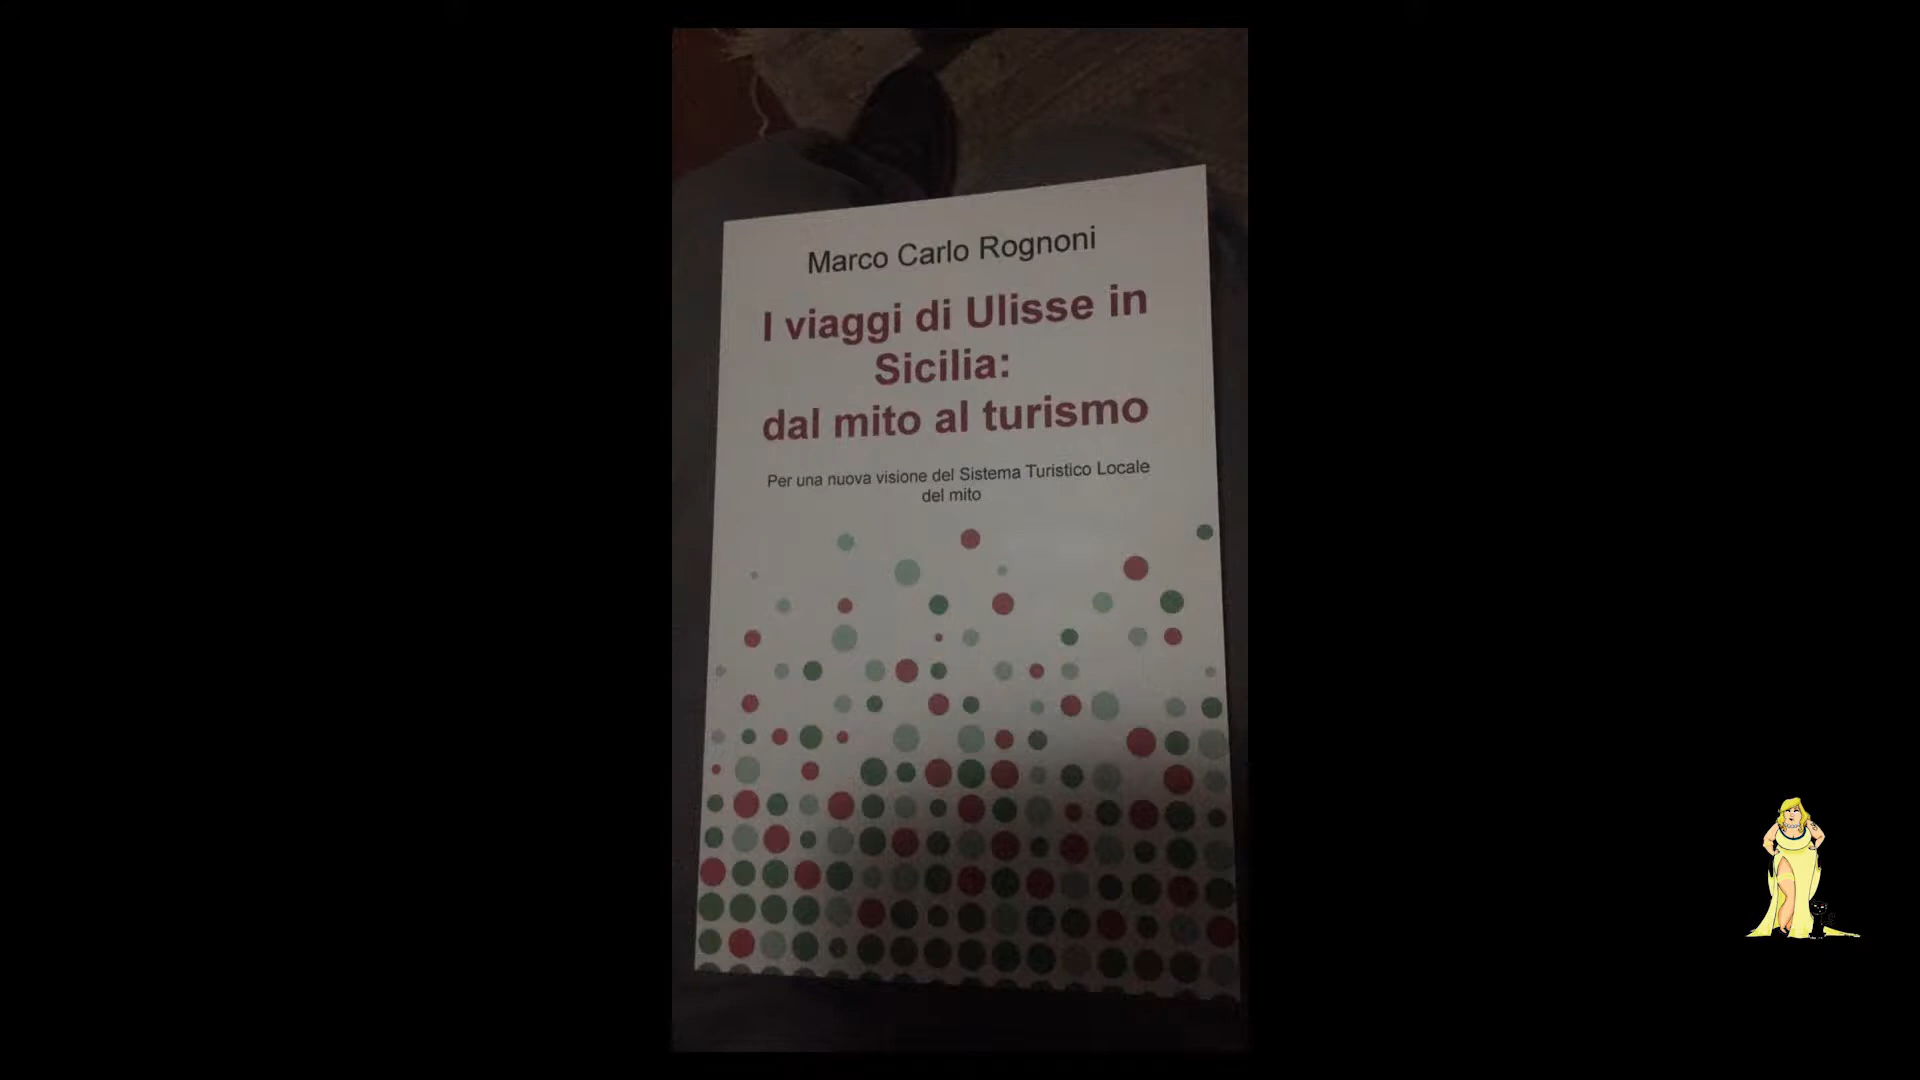 Marco Carlo Rognoni
I viaggi di Ulisse in
Sicilia:
dal mito al turismo
Per una nuova visione del Sistema Turistico Locale
del mito